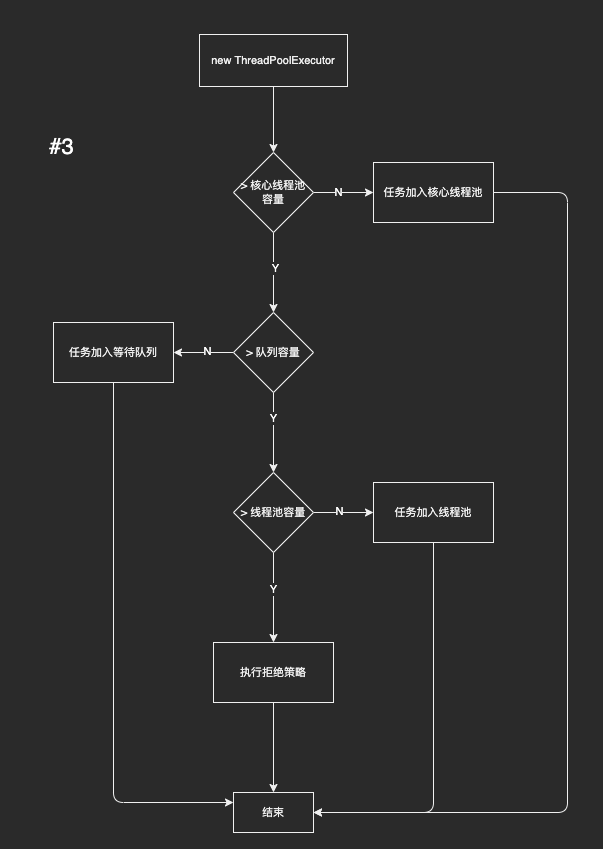 new ThreadPoolExecutor
#3
> 核心线程池
容量
N
任务加入核心线程池
Y
任务加入等待队列
N
> 队列容量
Y
> 线程池容量
N
任务加入线程池
Y
执行拒绝策略
结束